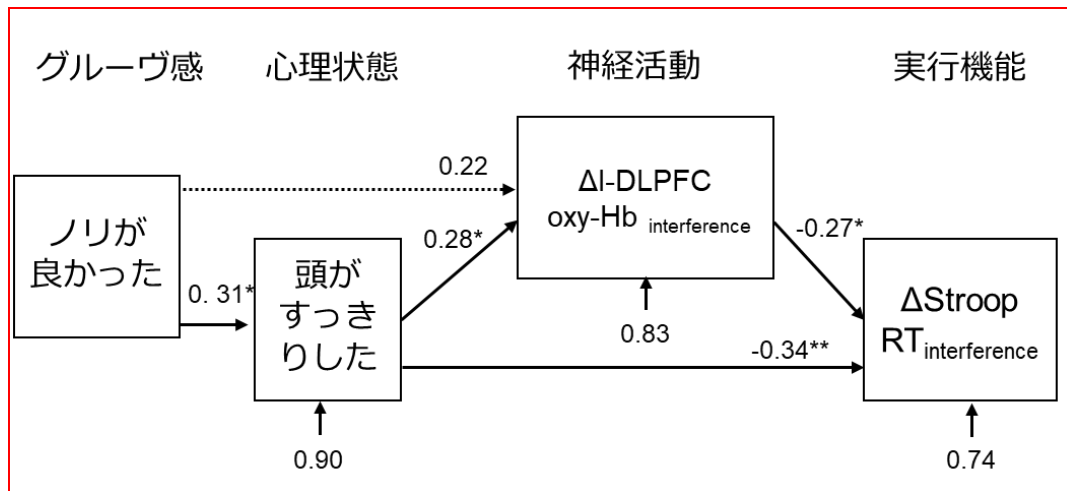 グルーヴ感
心理状態
神経活動
実行機能
ノリが
良かった
0. 31*
頭が
すっき
りした
0.90
0.22
0.28*
Δl-DLPFC
oxy-Hb interference
0.83
-0.27*
-0.34**
ΔStroop
RTinterference
0.74